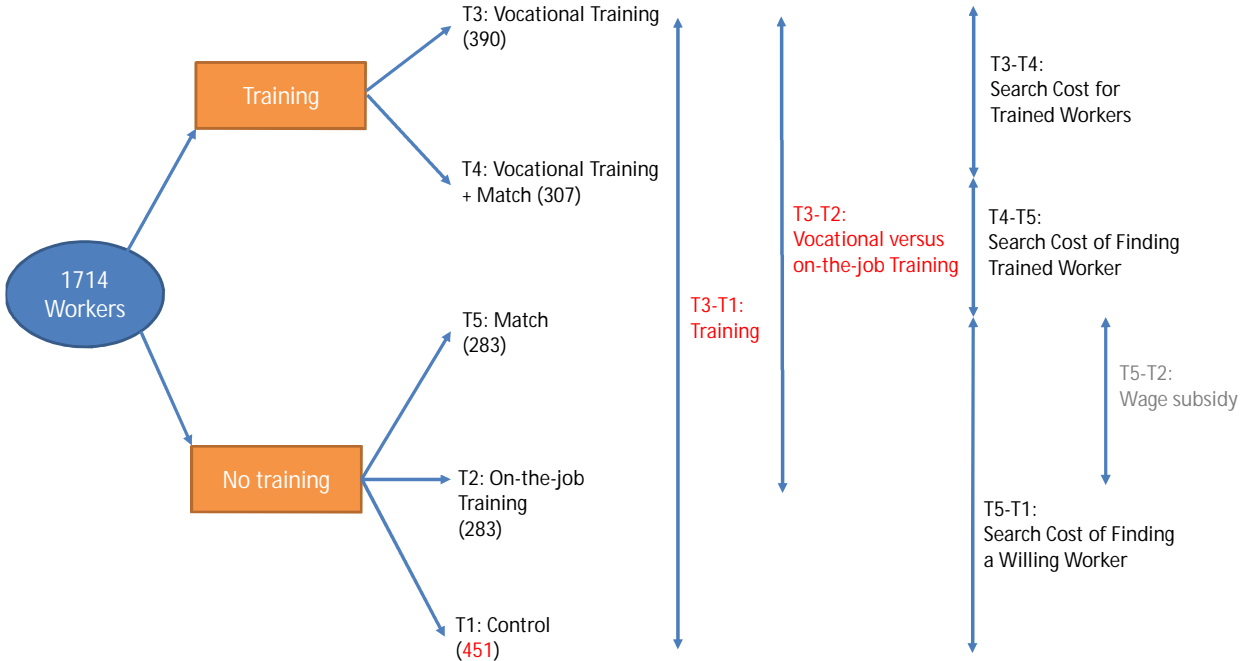 1714
Workers
Training
No training
T3: Vocational Training
(390)
T4: Vocational Training
+ Match (307)
T5: Match
(283)
T2: On-the-job
Training
(283)
T1: Control
(451)
T3-T1:
Training
T3-T2:
Vocational versus
on-the-job Training
T3-T4:
Search Cost for
Trained Workers
T4-T5:
Search Cost of Finding
Trained Worker
T5-T1:
Search Cost of Finding
a Willing Worker
T5-T2:
Wage subsidy